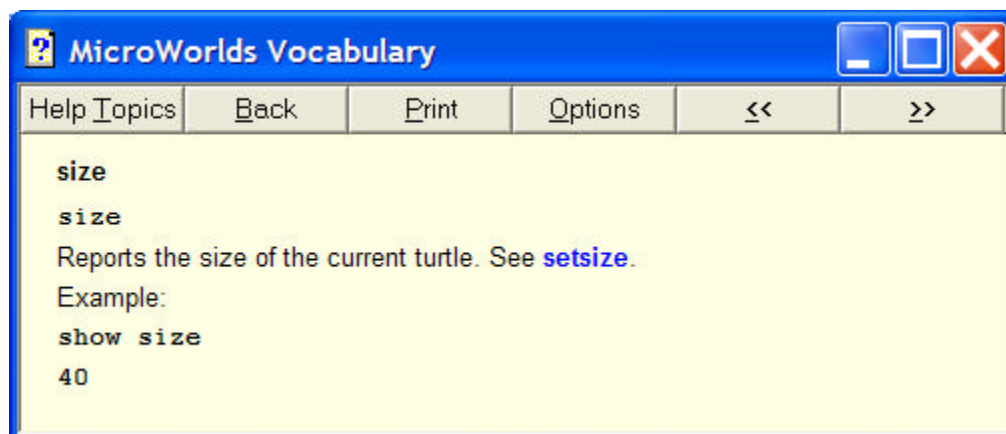 MicroWorlds Vocabulary
Help Topics Back Print Options << >>
size
size
Reports the size of the current turtle. See setsize.
Example:
show size
40